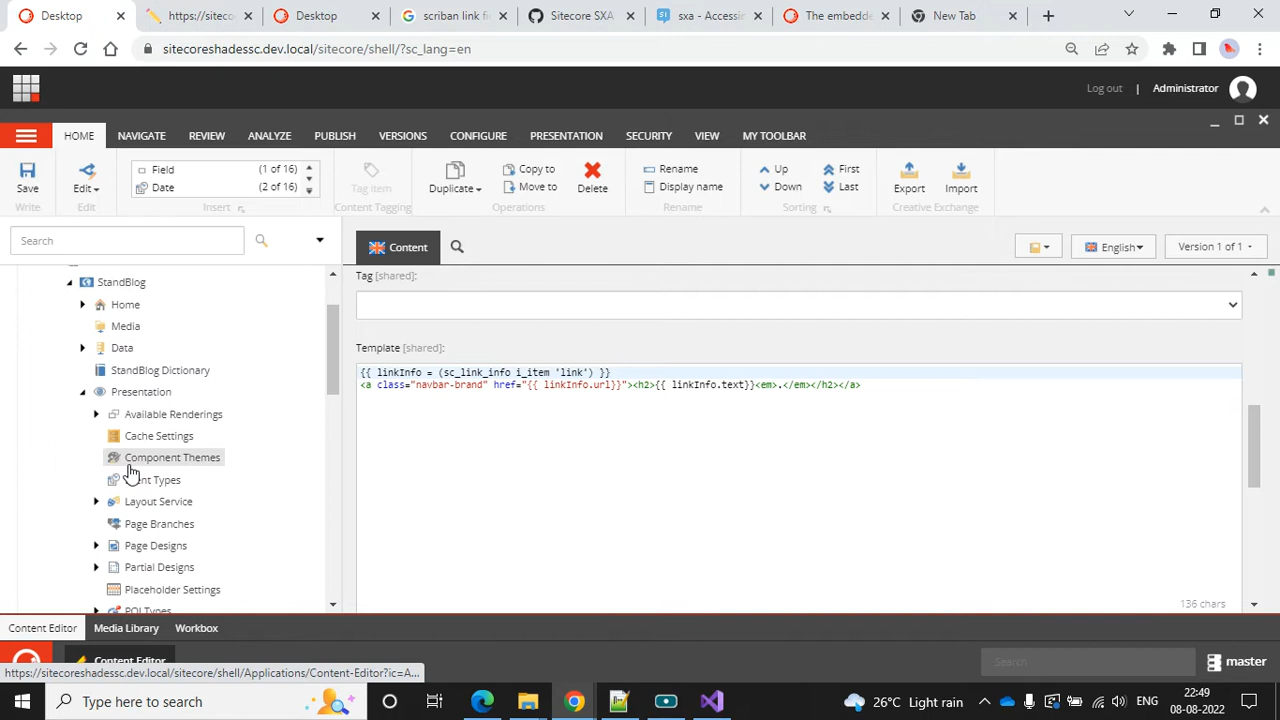 Desktop
https://sitecc
Desktop
scriban link fi
Sitecore SXA
sxa - Accessin
The embedde
New Tab
sitecoreshadessc.dev.local/sitecore/shell/?sc_lang=en
Log out | Administrator
HOME NAVIGATE REVIEW ANALYZE PUBLISH VERSIONS CONFIGURE PRESENTATION SECURITY VIEW MY TOOLBAR
Field (1 of 16)
Date (2 of 16)
Save
Edit
Tag item
Duplicate
Copy to
Move to
Delete
Rename
Display name
Up
Down
First
Last
Export
Import
Write
Edit
Insert
Content Tagging
Operations
Rename
Sorting
Creative Exchange
Search
Content
English
Version 1 of 1
StandBlog
Home
Media
Data
StandBlog Dictionary
Presentation
Available Renderings
Cache Settings
Component Themes
ent Types
Layout Service
Page Branches
Page Designs
Partial Designs
Placeholder Settings
POI Types
Tag [shared]:
Template [shared]:
{{ linkInfo = (sc_link_info i_item 'link') }}
<a class="navbar-brand" href="{{ linkInfo.url}}"><h2>{{ linkInfo.text}}<em>.</em></h2></a>
136 chars
Content Editor Media Library Workbox
Content Editor
Search
master
https://sitecoreshadessc.dev.local/sitecore/shell/Applications/Content-Editor?ic=A...
Type here to search
26°C Light rain
ENG
22:49
08-08-2022